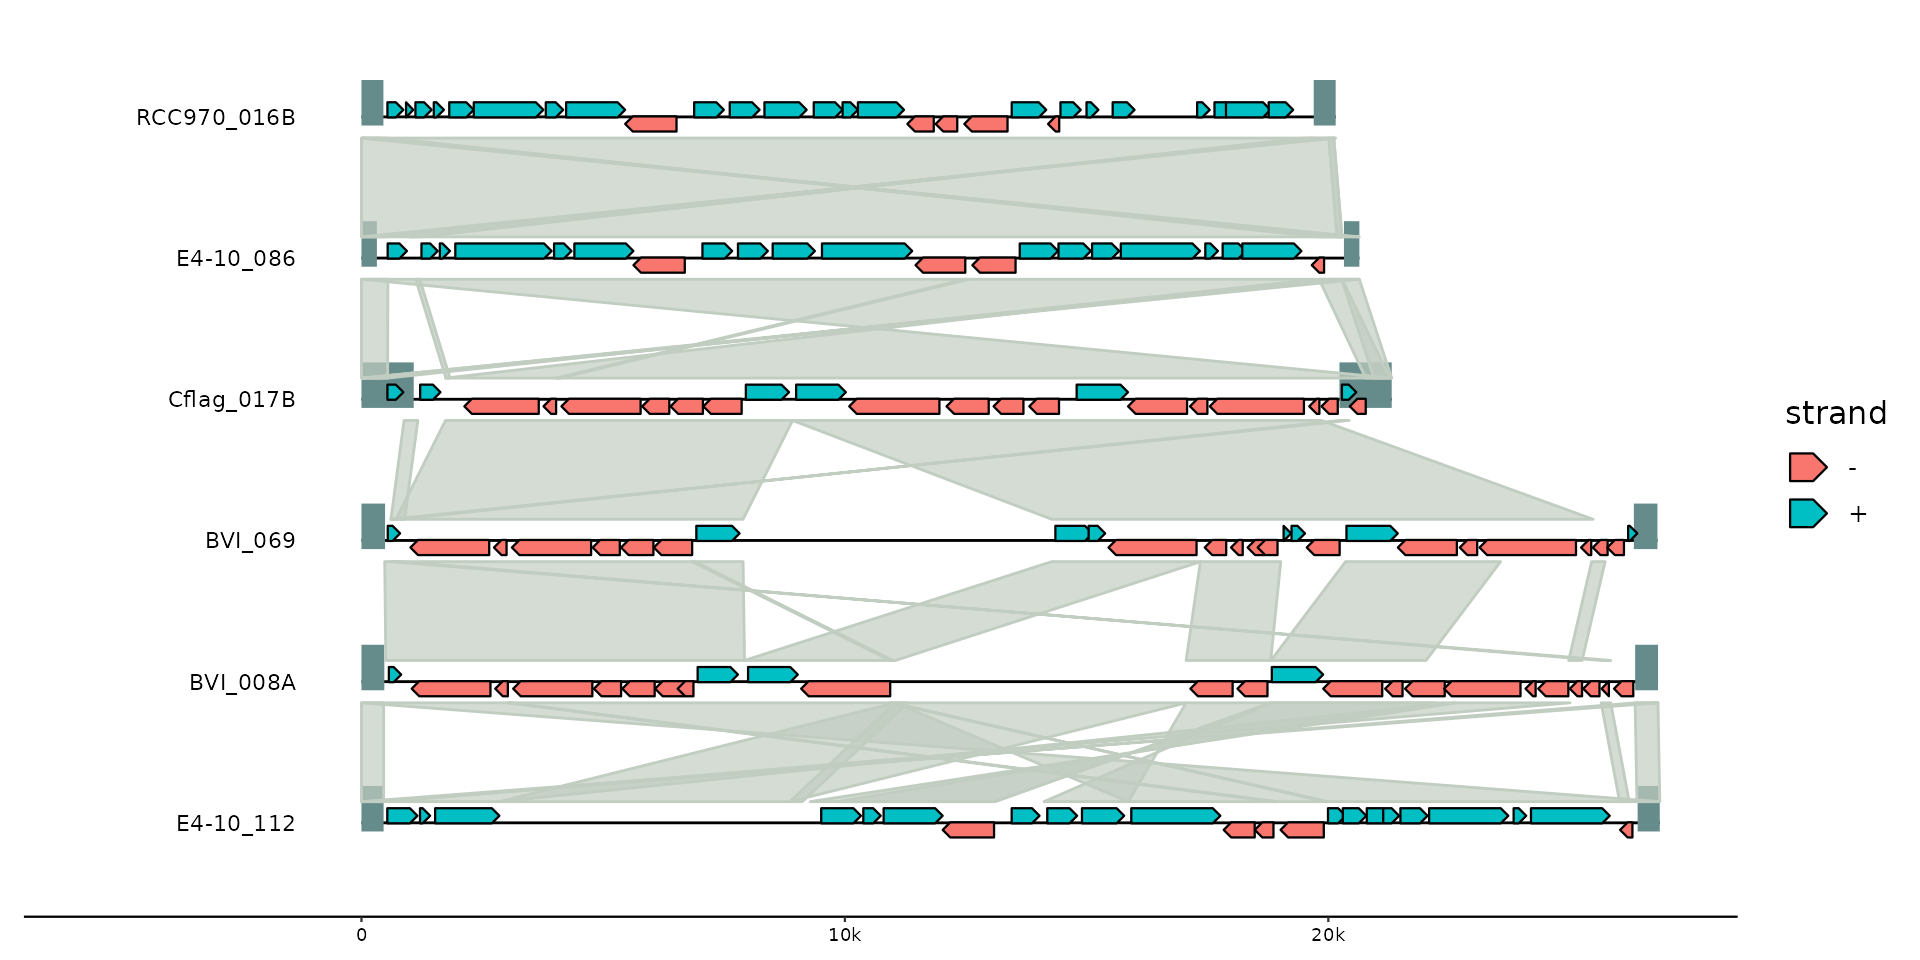 RCC970_016B
E4-10_086
Cflag_017B
BVI_069
BVI_008A
E4-10_112
0 10k 20k
strand
-
+